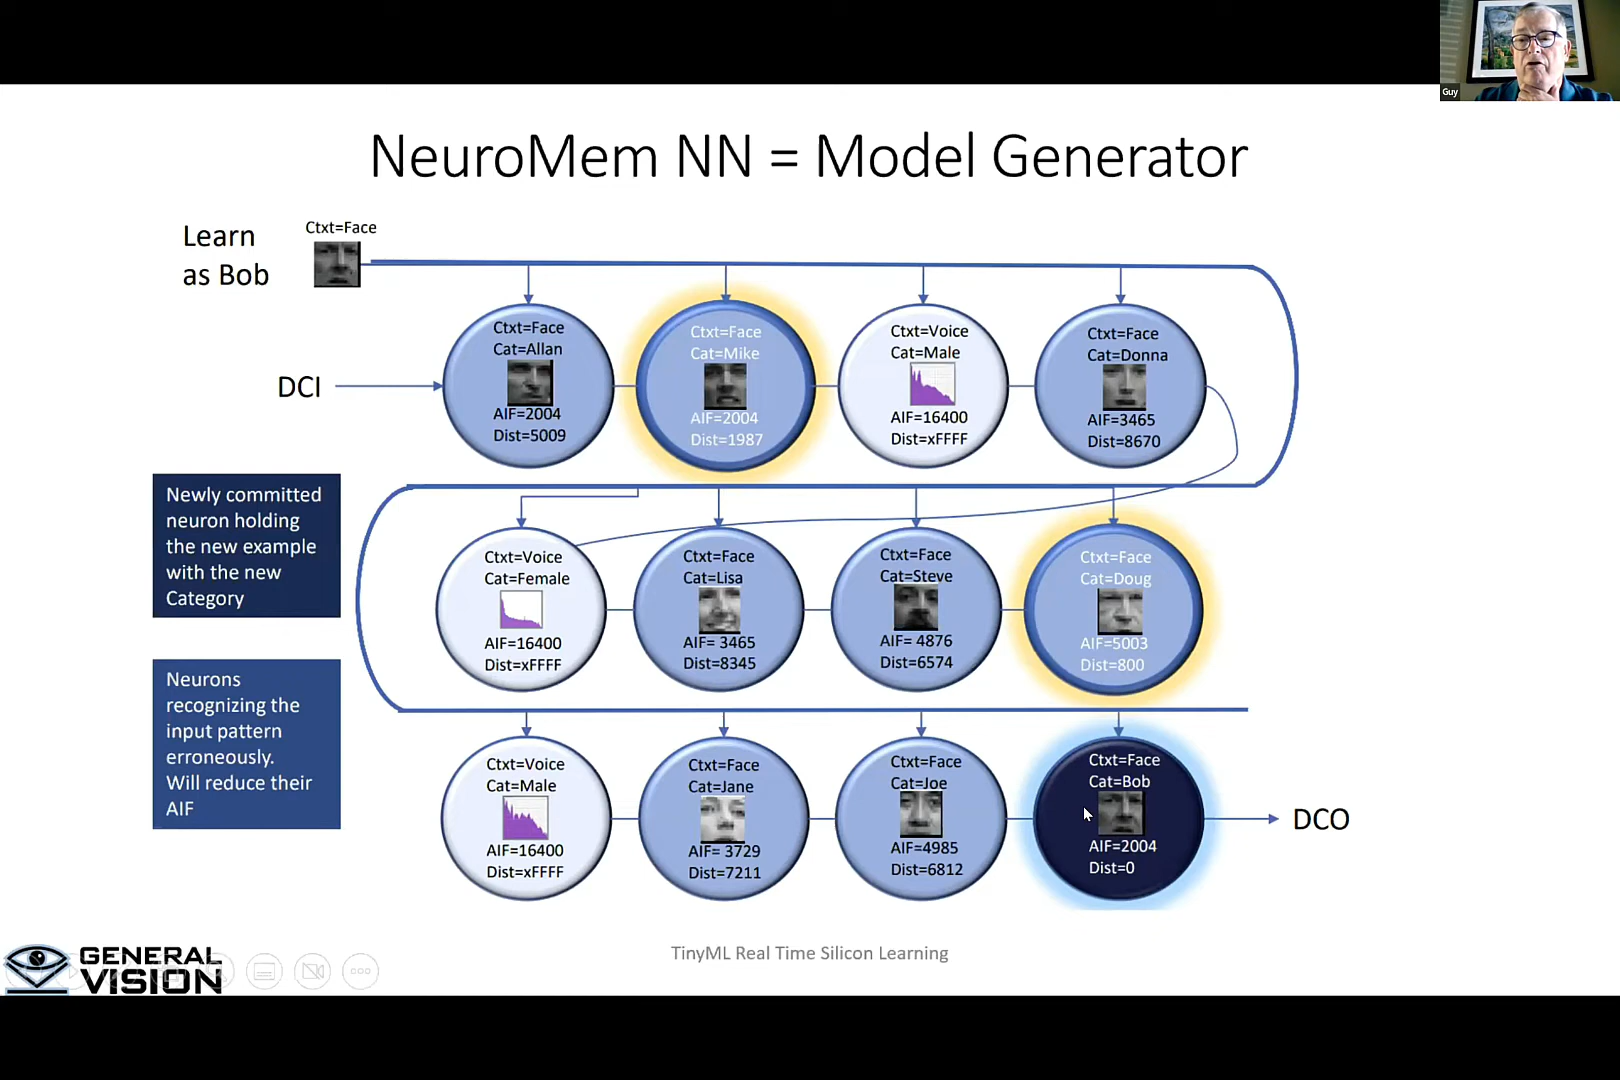 Guy
NeuroMem NN = Model Generator
Learn
as Bob
Ctxt=Face
DCI
Ctxt=Face
Cat=Allan
AIF=2004
Dist=5009
Ctxt=Face
Cat=Mike
AIF=2004
Dist=1987
Ctxt=Voice
Cat=Male
AIF=16400
Dist=xFFFF
Ctxt=Face
Cat=Donna
AIF=3465
Dist=8670
Newly committed
neuron holding
the new example
with the new
Category
Ctxt=Voice
Cat=Female
AIF=16400
Dist=xFFFF
Ctxt=Face
Cat=Lisa
AIF= 3465
Dist=8345
Ctxt=Face
Cat=Steve
AIF= 4876
Dist=6574
Ctxt=Face
Cat=Doug
AIF=5003
Dist=800
Neurons
recognizing the
input pattern
erroneously.
Will reduce their
AIF
Ctxt=Voice
Cat=Male
AIF=16400
Dist=xFFFF
Ctxt=Face
Cat=Jane
AIF= 3729
Dist=7211
Ctxt=Face
Cat=Joe
AIF=4985
Dist=6812
Ctxt=Face
Cat=Bob
AIF=2004
Dist=0
DCO
GENERAL
VISION
TinyML Real Time Silicon Learning